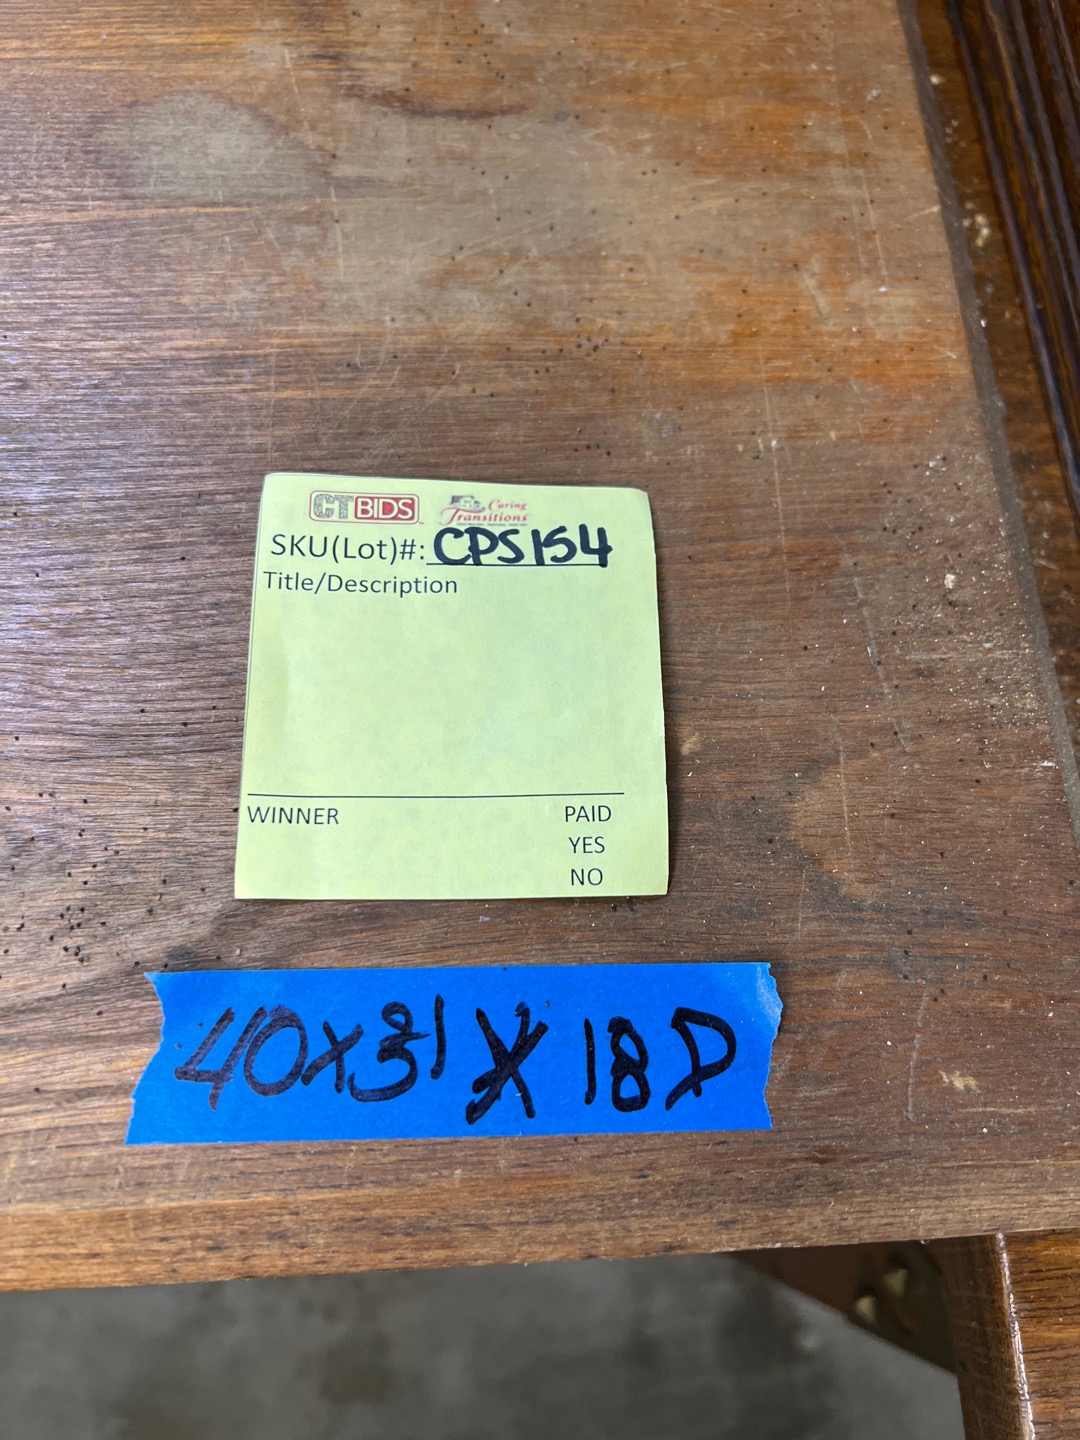 CTBIDS
Caring
Transitions
SKU(Lot)#: CPS154
Title/Description
WINNER PAID
YES
NO
40x31 X 18D